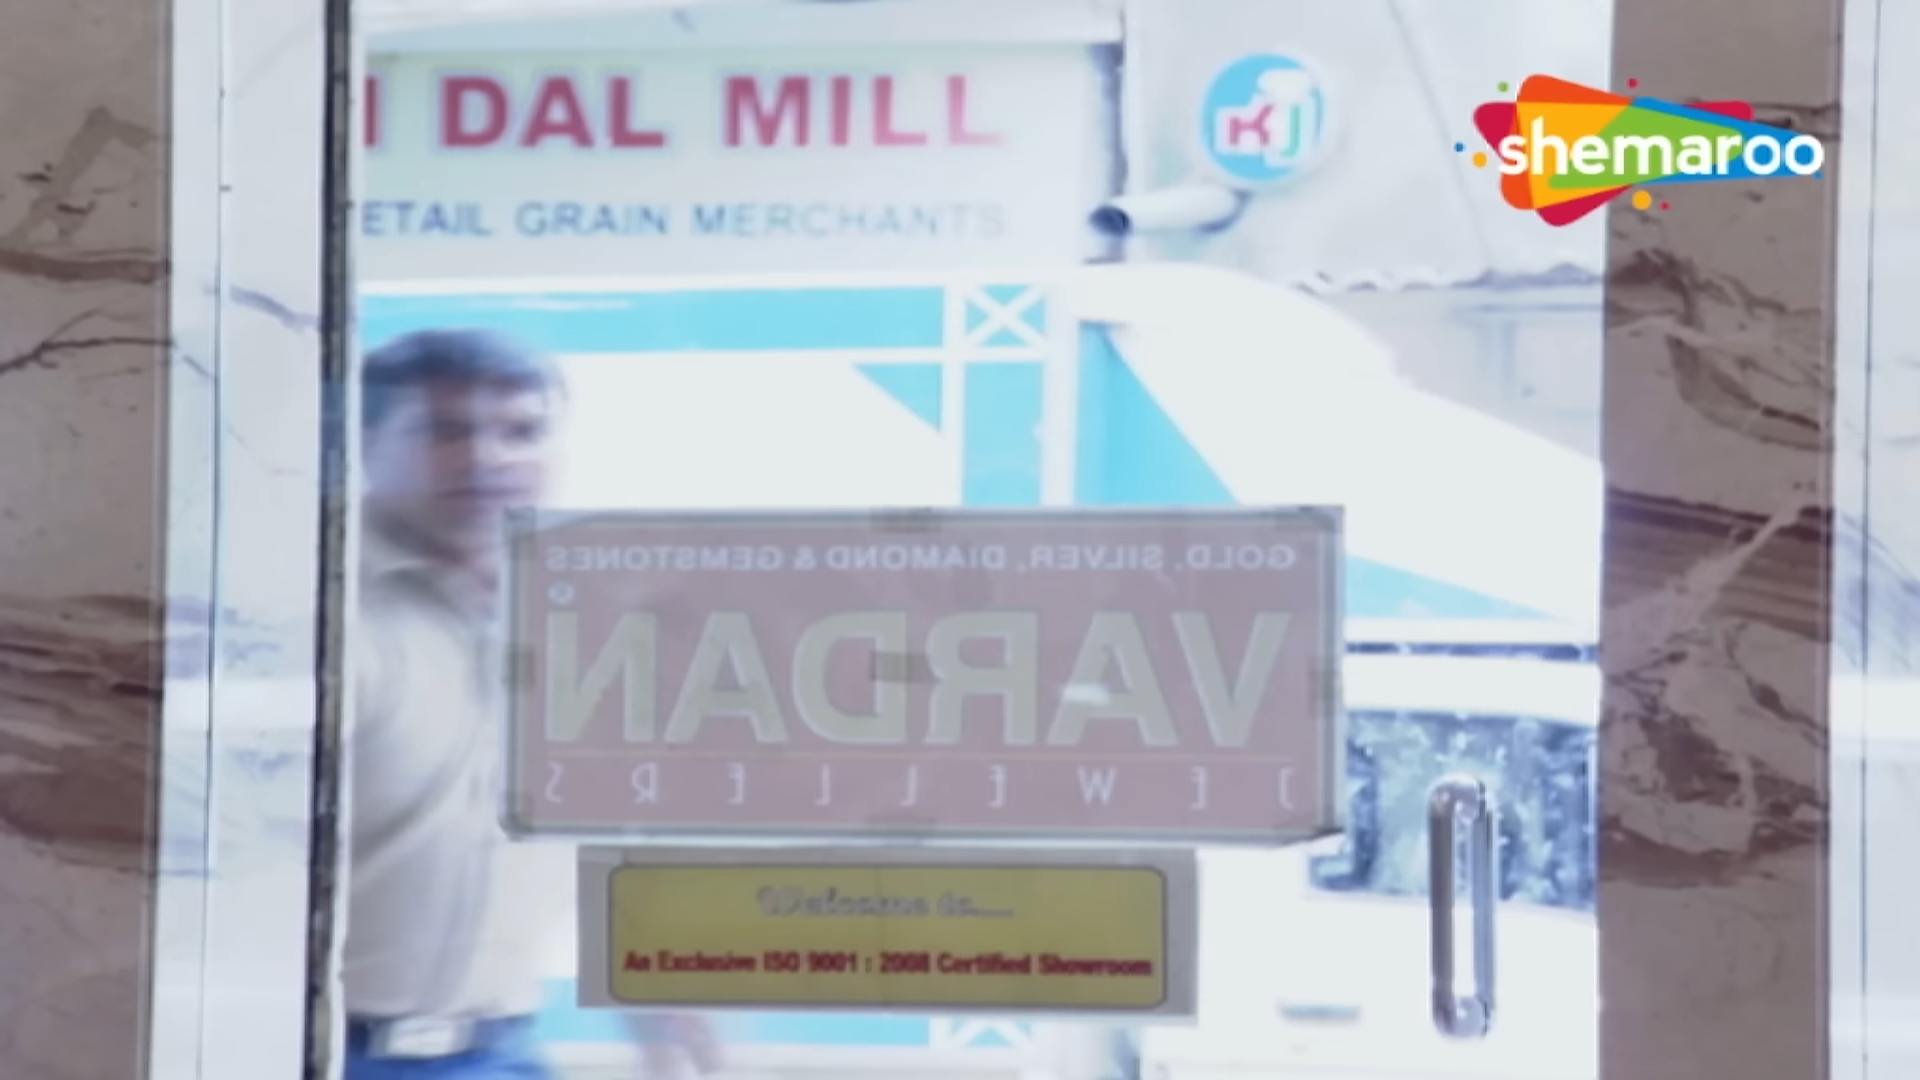 I DAL MILL
ETAIL GRAIN MERCHANTS
KJ
shemaroo
GOLD, SILVER, DIAMOND & GEMSTONES
VARDAN
JEWELLERS
Welcome to....
An Exclusive ISO 9001 : 2008 Certified Showroom